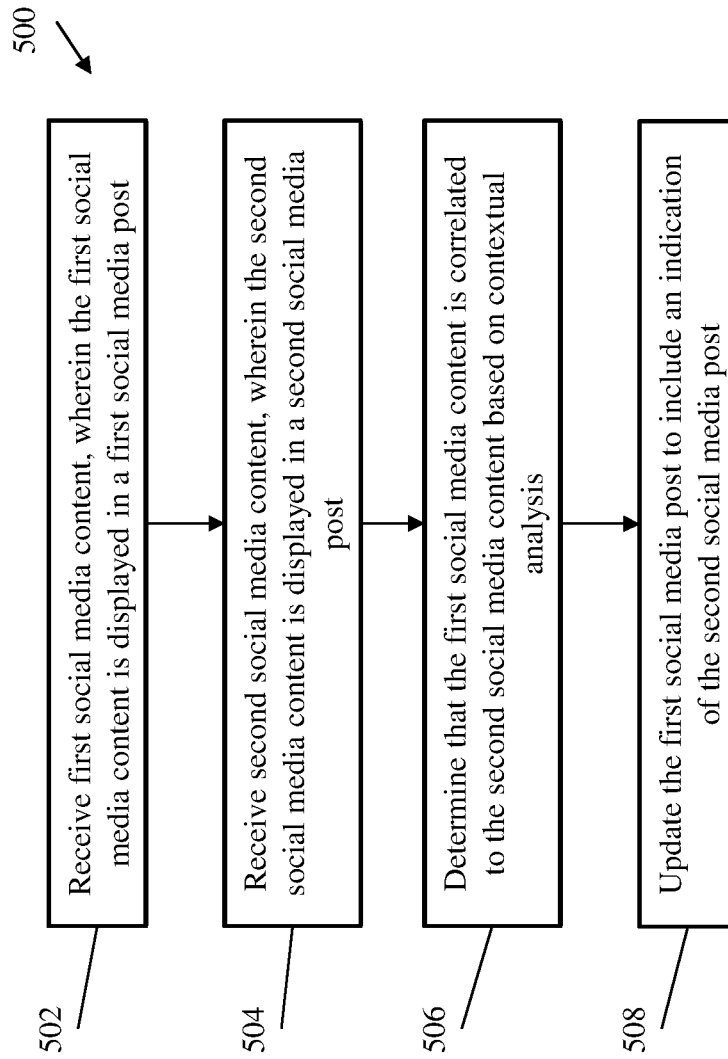 500
502
Receive first social media content, wherein the first social
media content is displayed in a first social media post
504
Receive second social media content, wherein the second
social media content is displayed in a second social media
post
506
Determine that the first social media content is correlated
to the second social media content based on contextual
analysis
508
Update the first social media post to include an indication
of the second social media post